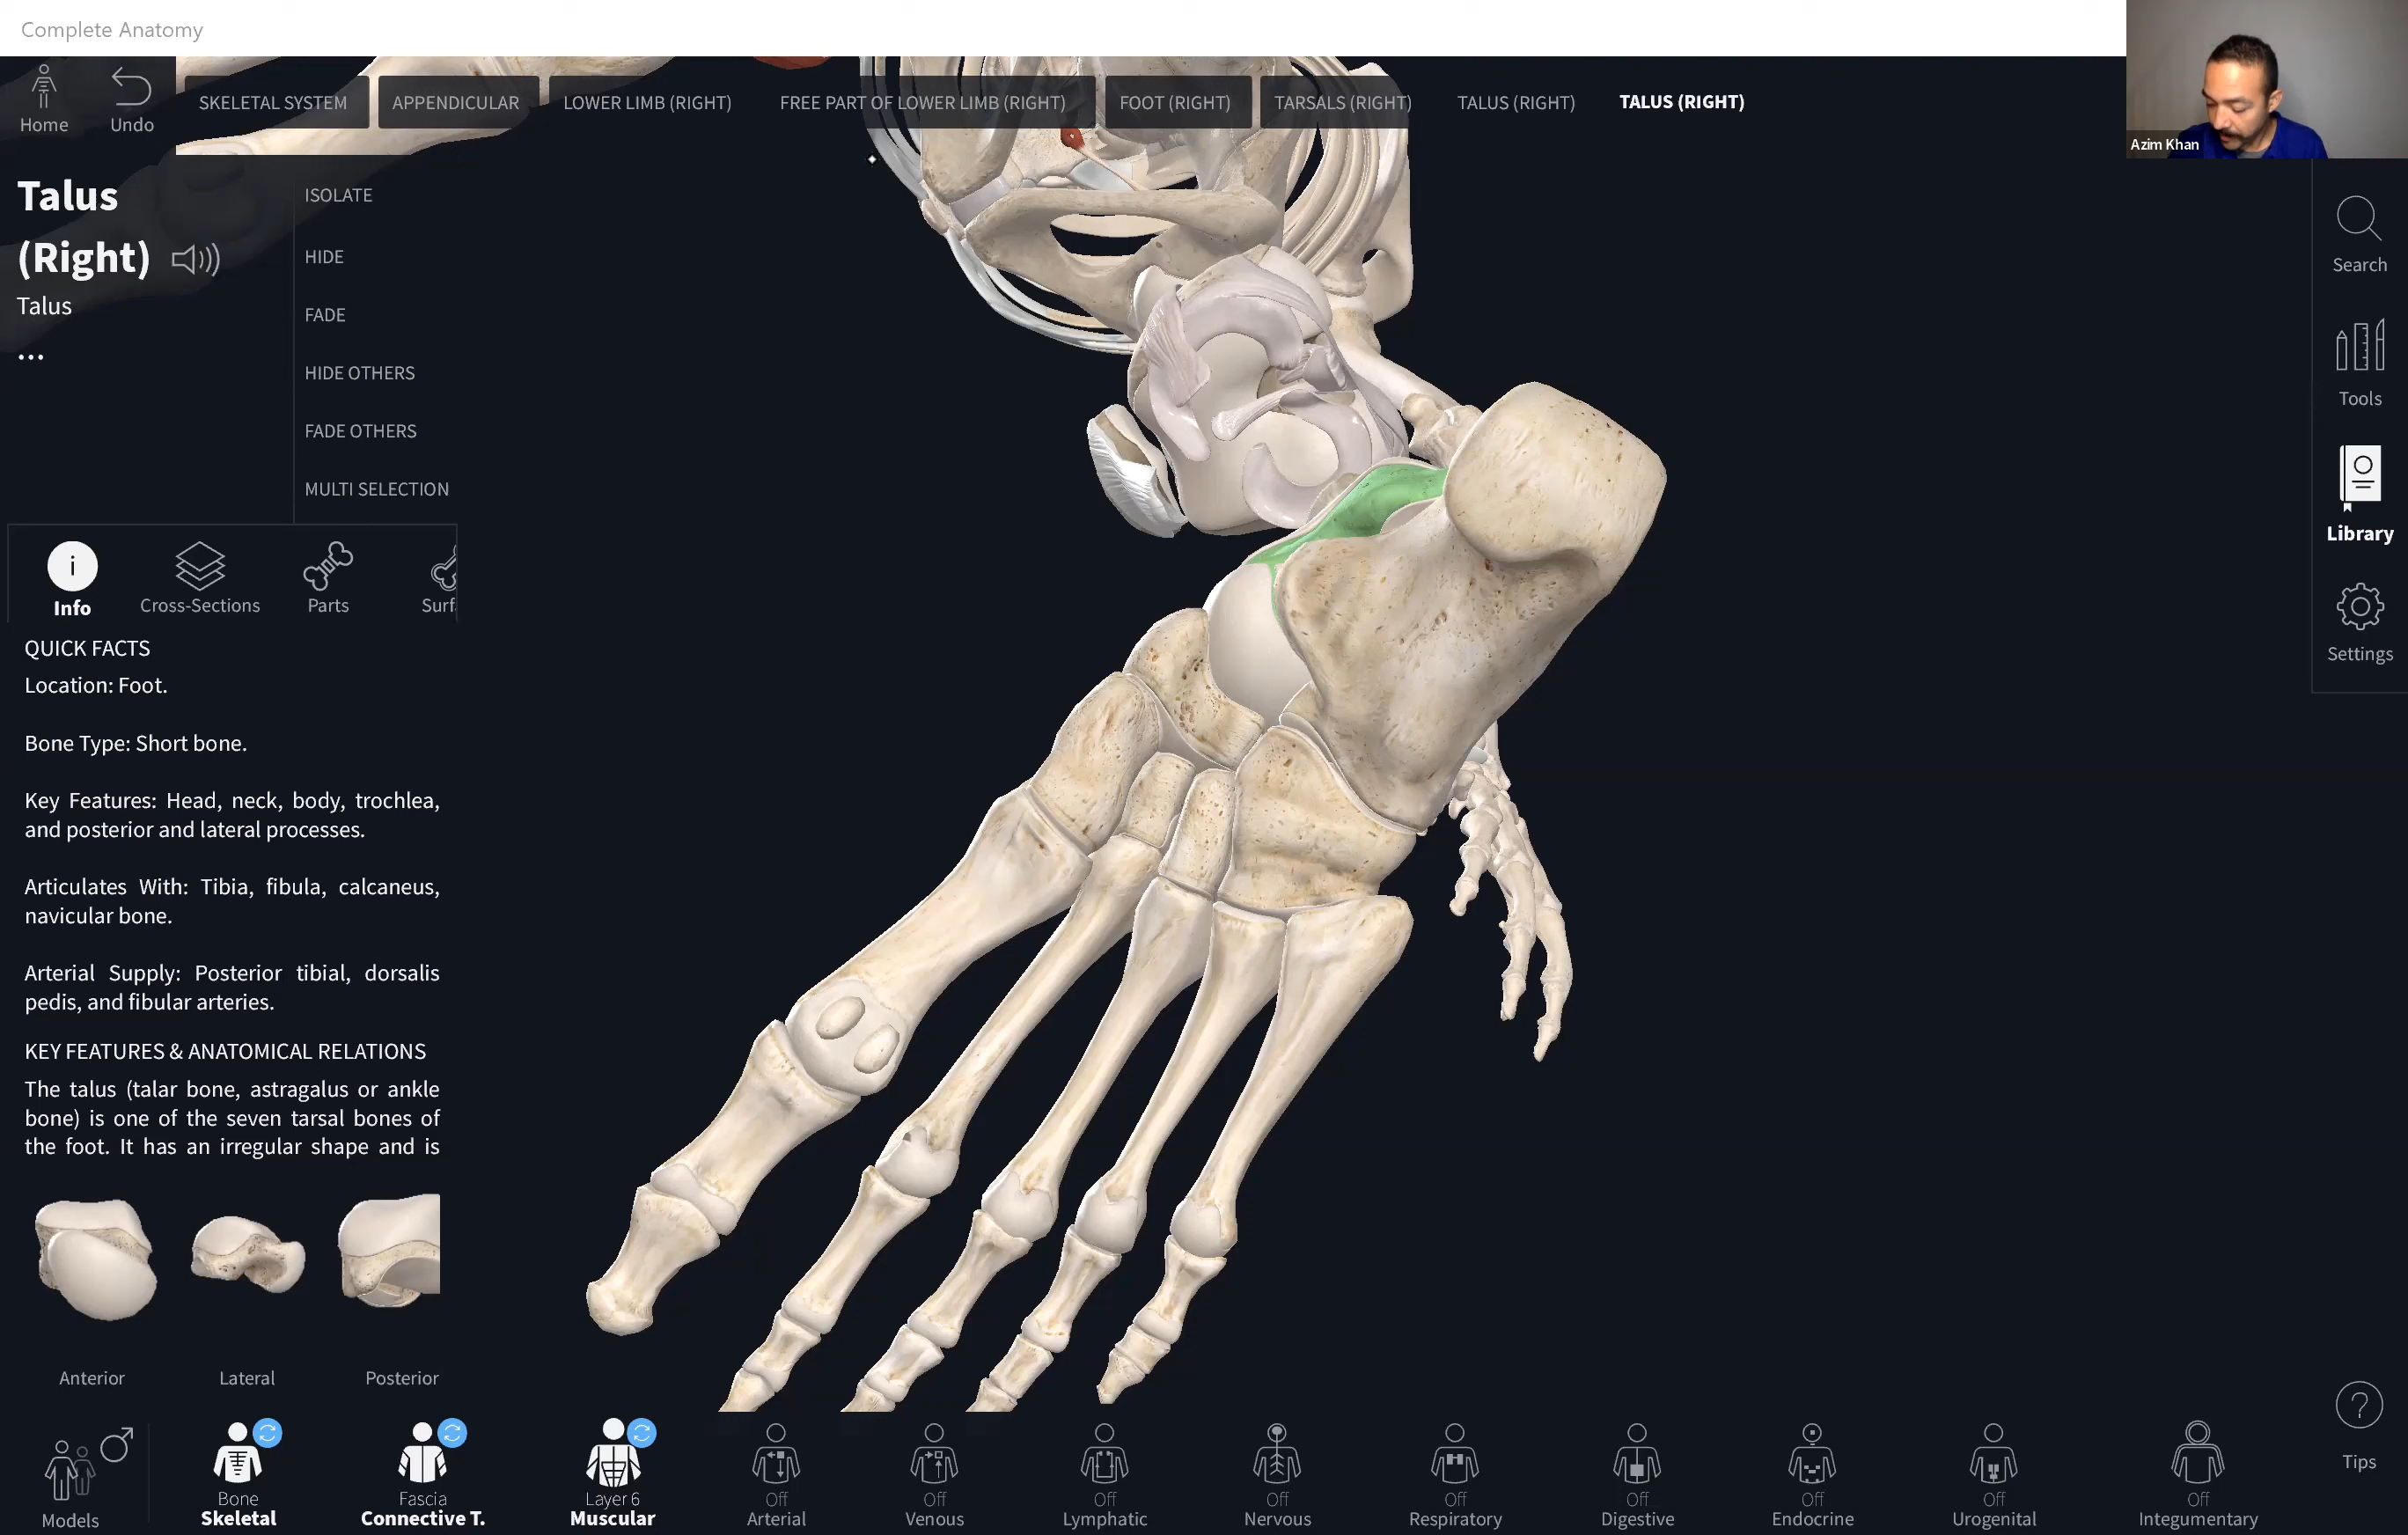 Complete Anatomy
Home
Undo
SKELETAL SYSTEM
APPENDICULAR
LOWER LIMB (RIGHT)
FREE PART OF LOWER LIMB (RIGHT)
FOOT (RIGHT)
TARSALS (RIGHT)
TALUS (RIGHT)
TALUS (RIGHT)
Azim Khan
Talus
(Right)
Talus
...
ISOLATE
HIDE
FADE
HIDE OTHERS
FADE OTHERS
MULTI SELECTION
Info
Cross-Sections
Parts
Surf
QUICK FACTS
Location: Foot.
Bone Type: Short bone.
Key Features: Head, neck, body, trochlea,
and posterior and lateral processes.
Articulates With: Tibia, fibula, calcaneus,
navicular bone.
Arterial Supply: Posterior tibial, dorsalis
pedis, and fibular arteries.
KEY FEATURES & ANATOMICAL RELATIONS
The talus (talar bone, astragalus or ankle
bone) is one of the seven tarsal bones of
the foot. It has an irregular shape and is
Anterior
Lateral
Posterior
Search
Tools
Library
Settings
Tips
Models
Bone
Skeletal
Fascia
Connective T.
Layer 6
Muscular
Off
Arterial
Off
Venous
Off
Lymphatic
Off
Nervous
Off
Respiratory
Off
Digestive
Off
Endocrine
Off
Urogenital
Off
Integumentary